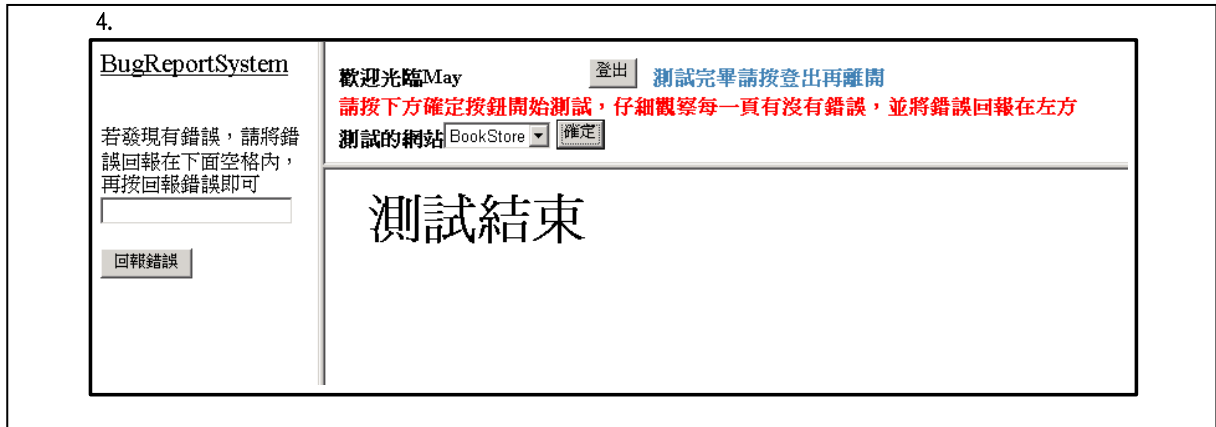 4.
BugReportSystem
若發現有錯誤，請將錯
誤回報在下面空格內，
再按回報錯誤即可
回報錯誤
歡迎光臨May 登出 測試完畢請按登出再離開
請按下方確定按鈕開始測試，仔細觀察每一頁有沒有錯誤，並將錯誤回報在左方
測試的網站 BookStore 確定
測試結束